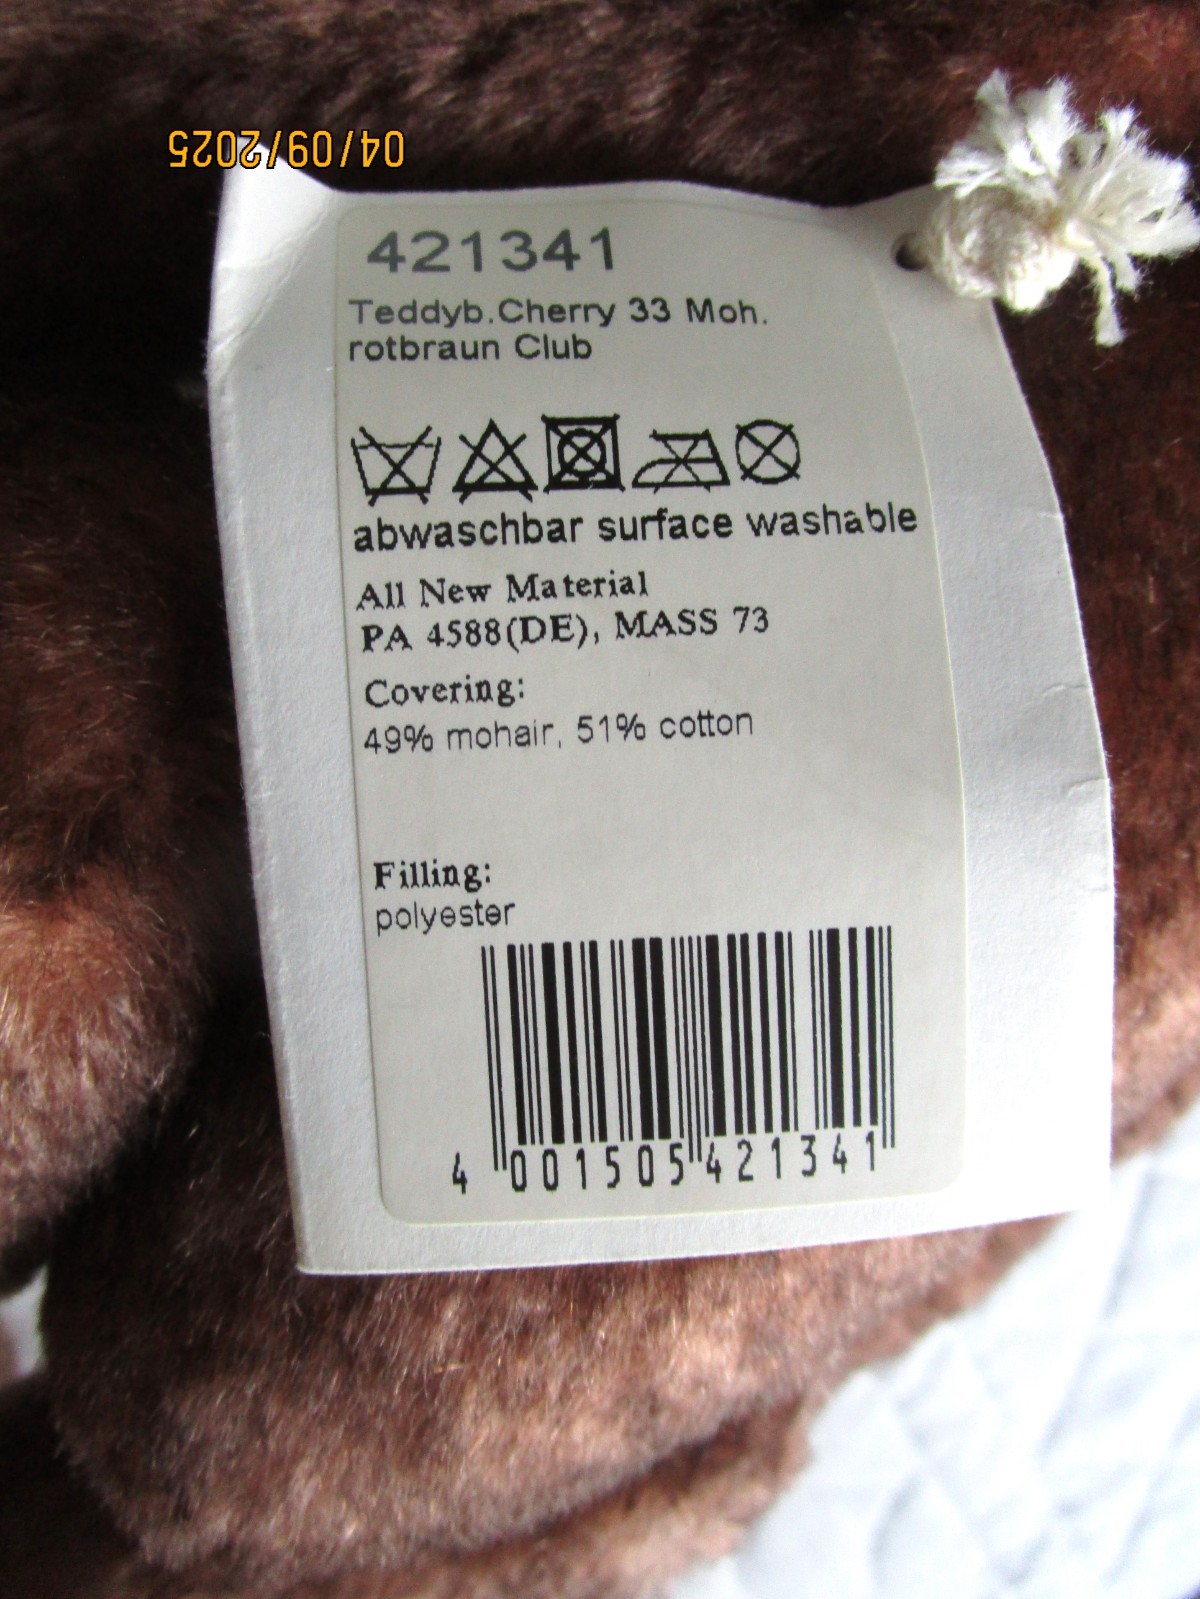 04/09/2025
421341
Teddyb.Cherry 33 Moh.
rotbraun Club
abwaschbar surface washable
All New Material
PA 4588(DE), MASS 73
Covering:
49% mohair, 51% cotton
Filling:
polyester
4 001505 421341